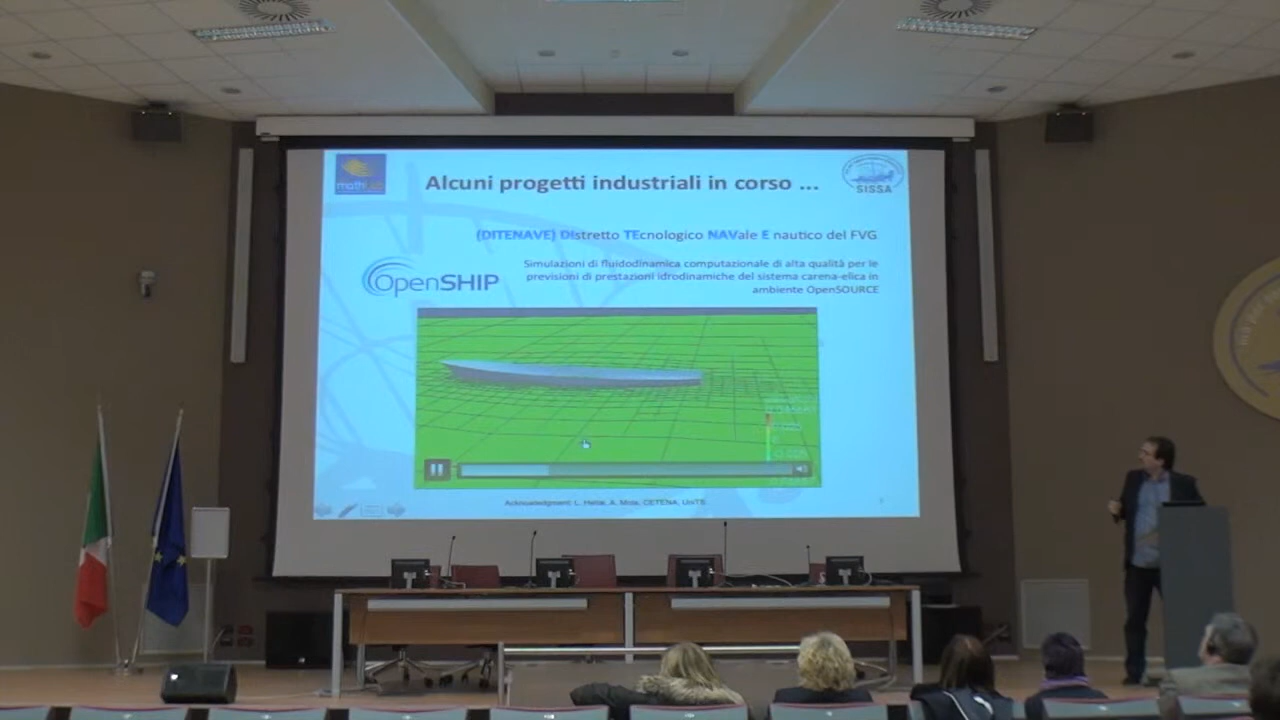 mathLab
Alcuni progetti industriali in corso ...
SISSA
(DITENAVE) DIstretto TEcnologico NAVale E nautico del FVG
OpenSHIP
Simulazioni di fluidodinamica computazionale di alta qualità per le
previsioni di prestazioni idrodinamiche del sistema carena-elica in
ambiente OpenSOURCE
Acknowledgment: L. Heltai, A. Mola, CETENA, UniTS